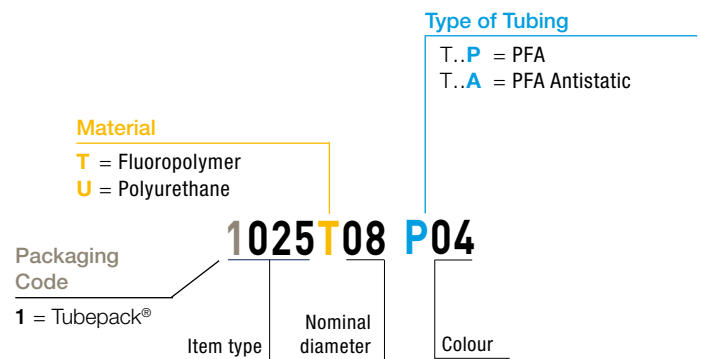 Type of Tubing
T..P = PFA
T..A = PFA Antistatic
Material
T = Fluoropolymer
U = Polyurethane
1025T08 P04
Packaging
Code
1 = Tubepack®
Item type
Nominal
diameter
Colour